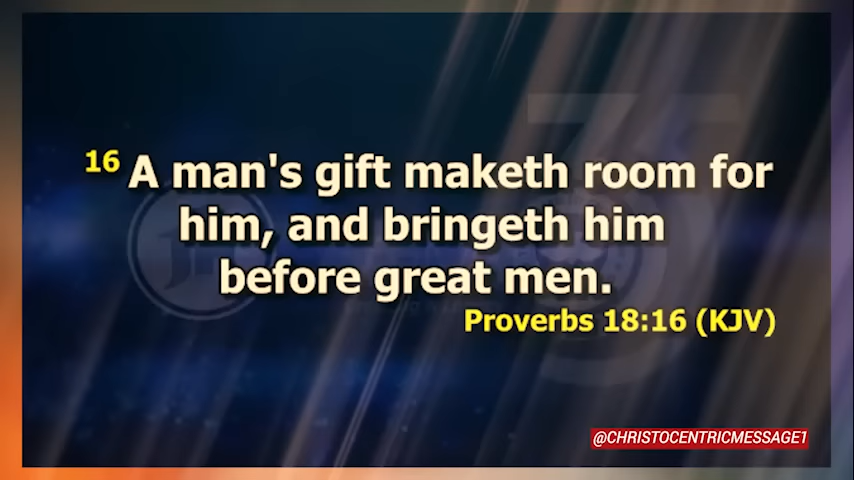 16 A man's gift maketh room for
him, and bringeth him
before great men.
Proverbs 18:16 (KJV)
@CHRISTOCENTRICMESSAGE1